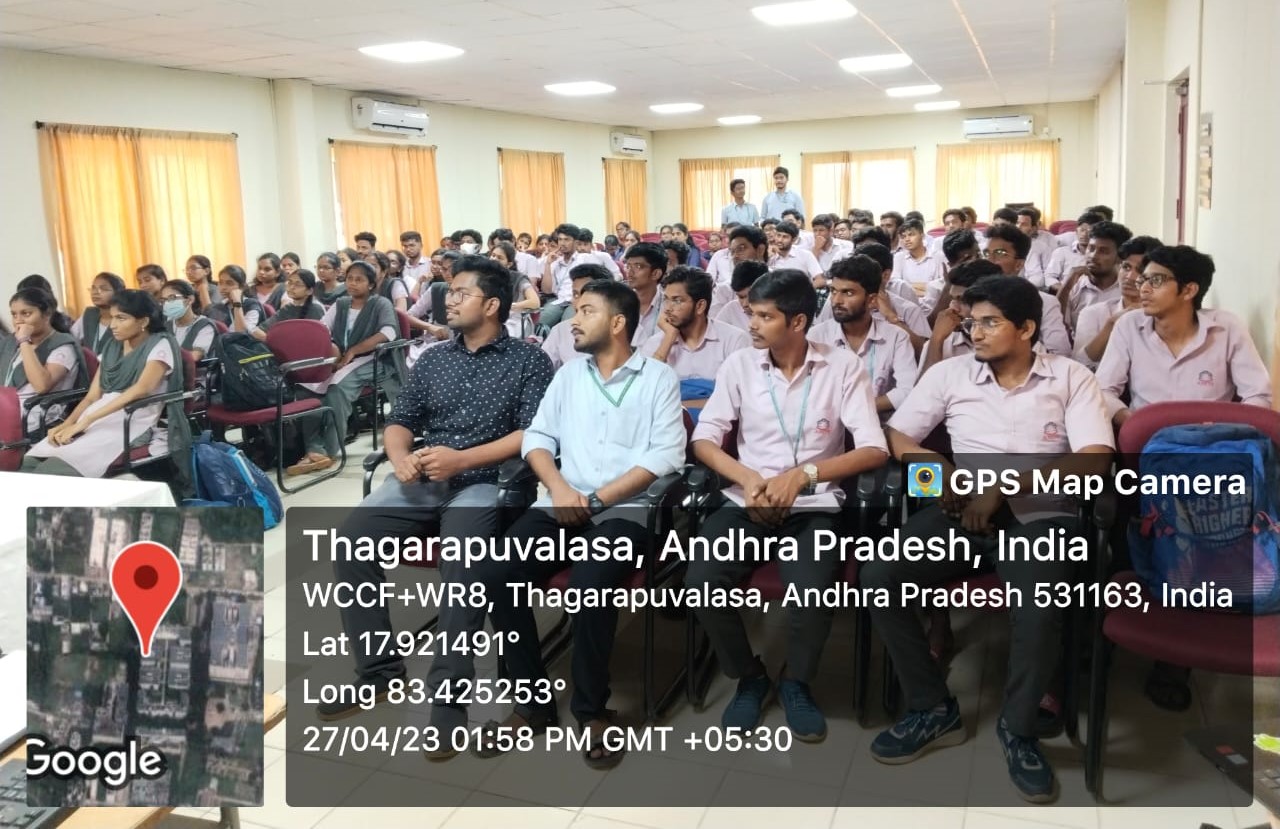 GPS Map Camera
Thagarapuvalasa, Andhra Pradesh, India
WCCF+WR8, Thagarapuvalasa, Andhra Pradesh 531163, India
Lat 17.921491°
Long 83.425253°
27/04/23 01:58 PM GMT +05:30
Google